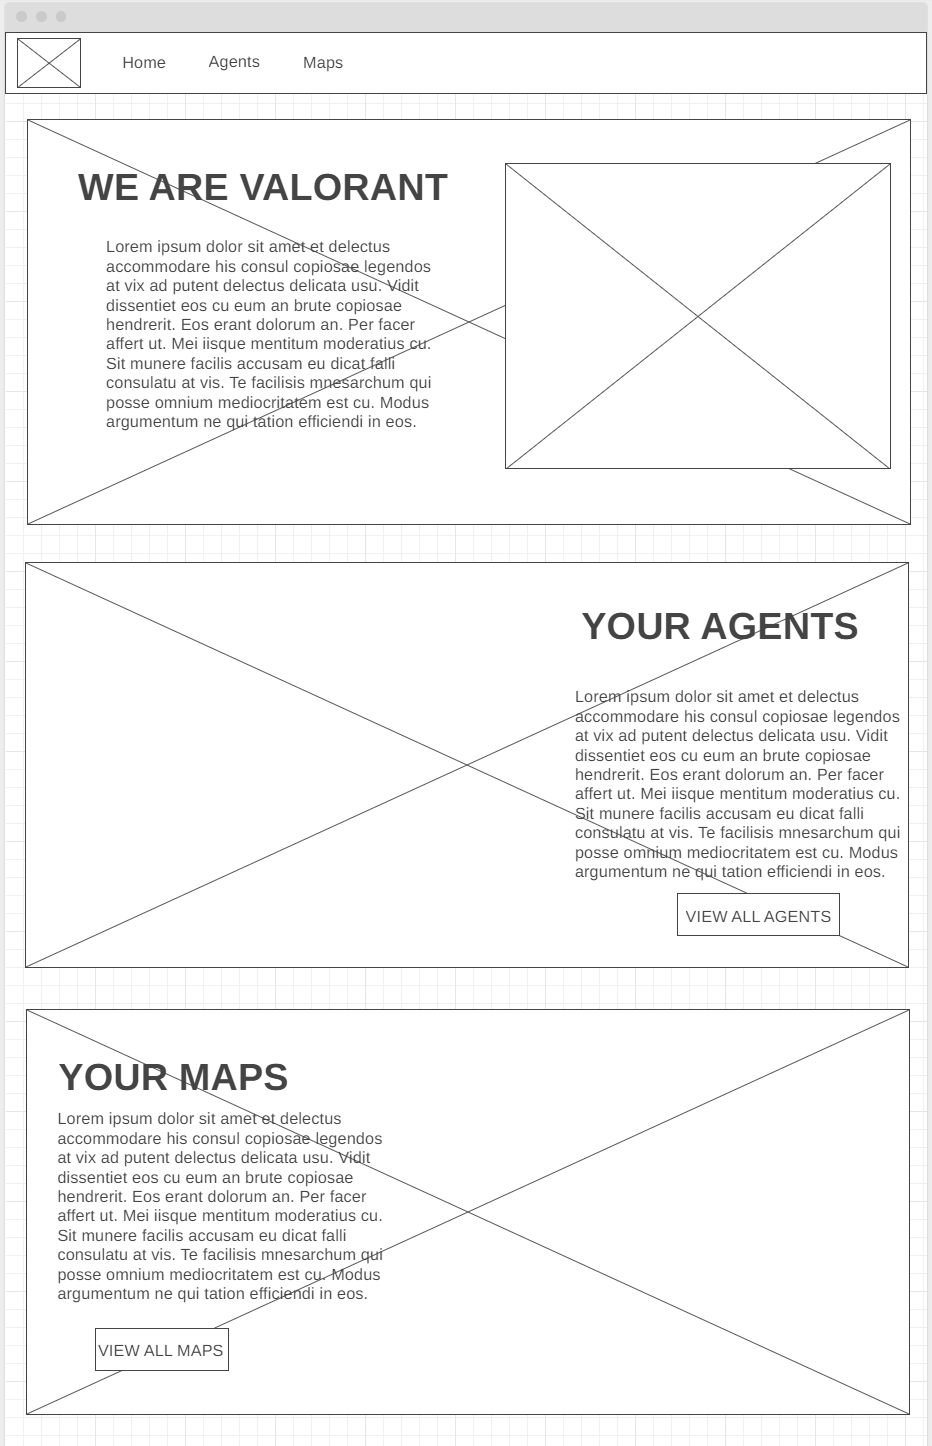 Home Agents Maps
WE ARE VALORANT
Lorem ipsum dolor sit amet et delectus
accommodare his consul copiosae legendos
at vix ad putent delectus delicata usu. Vidit
dissentiet eos cu eum an brute copiosae
hendrerit. Eos erant dolorum an. Per facer
affert ut. Mei iisque mentitum moderatius cu.
Sit munere facilis accusam eu dicat falli
consulatu at vis. Te facilisis mnesarchum qui
posse omnium mediocritatem est cu. Modus
argumentum ne qui tation efficiendi in eos.
YOUR AGENTS
Lorem ipsum dolor sit amet et delectus
accommodare his consul copiosae legendos
at vix ad putent delectus delicata usu. Vidit
dissentiet eos cu eum an brute copiosae
hendrerit. Eos erant dolorum an. Per facer
affert ut. Mei iisque mentitum moderatius cu.
Sit munere facilis accusam eu dicat falli
consulatu at vis. Te facilisis mnesarchum qui
posse omnium mediocritatem est cu. Modus
argumentum ne qui tation efficiendi in eos.
VIEW ALL AGENTS
YOUR MAPS
Lorem ipsum dolor sit amet et delectus
accommodare his consul copiosae legendos
at vix ad putent delectus delicata usu. Vidit
dissentiet eos cu eum an brute copiosae
hendrerit. Eos erant dolorum an. Per facer
affert ut. Mei iisque mentitum moderatius cu.
Sit munere facilis accusam eu dicat falli
consulatu at vis. Te facilisis mnesarchum qui
posse omnium mediocritatem est cu. Modus
argumentum ne qui tation efficiendi in eos.
VIEW ALL MAPS